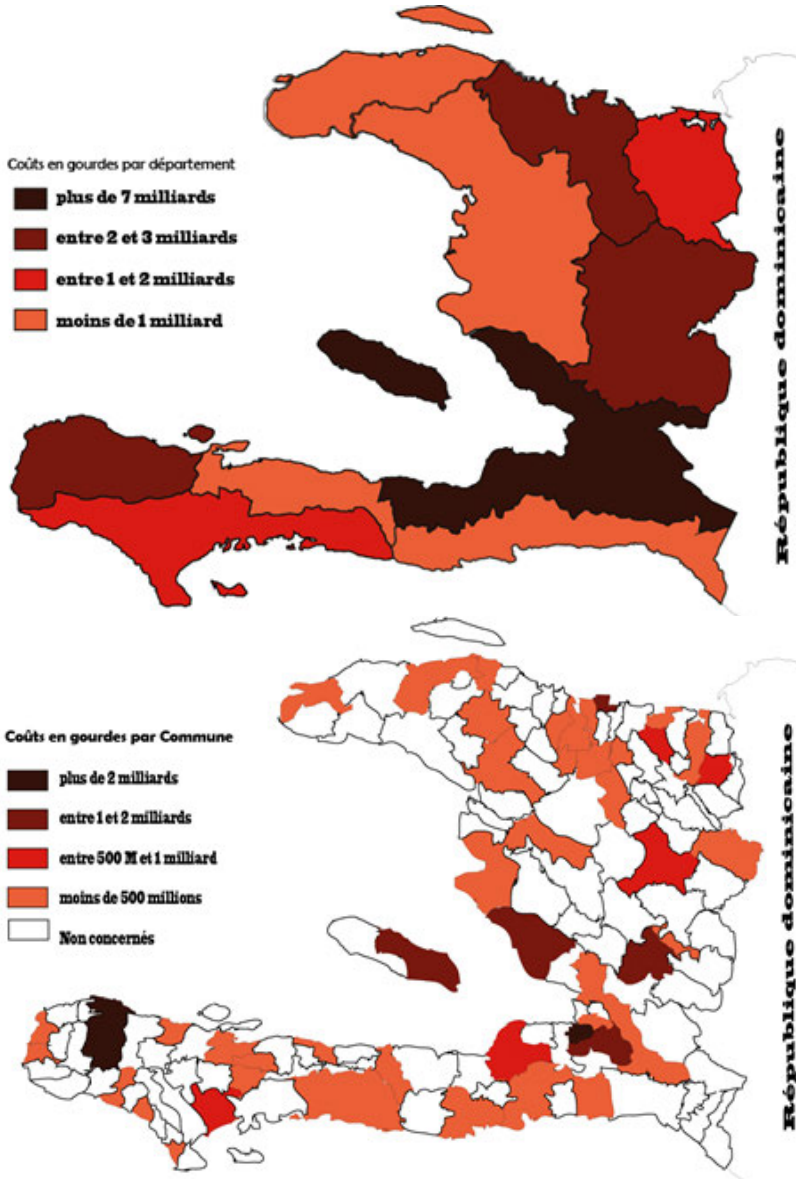 Coûts en gourdes par département
plus de 7 milliards
entre 2 et 3 milliards
entre 1 et 2 milliards
moins de 1 milliard
République dominicaine
Coûts en gourdes par Commune
plus de 2 milliards
entre 1 et 2 milliards
entre 500 M et 1 milliard
moins de 500 millions
Non concernés
République dominicaine